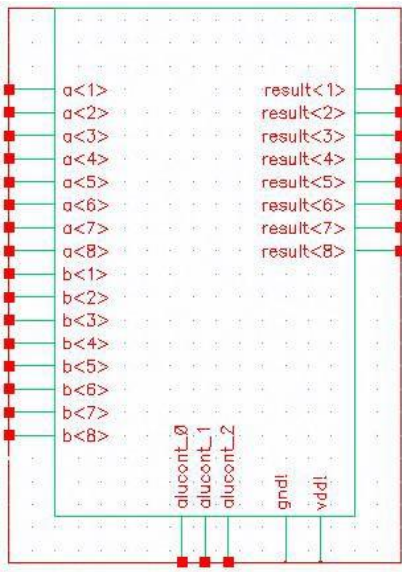 a<1>
a<2>
a<3>
a<4>
a<5>
a<6>
a<7>
a<8>
b<1>
b<2>
b<3>
b<4>
b<5>
b<6>
b<7>
b<8>
result<1>
result<2>
result<3>
result<4>
result<5>
result<6>
result<7>
result<8>
alucont_0
alucont_1
alucont_2
gnd!
vdd!